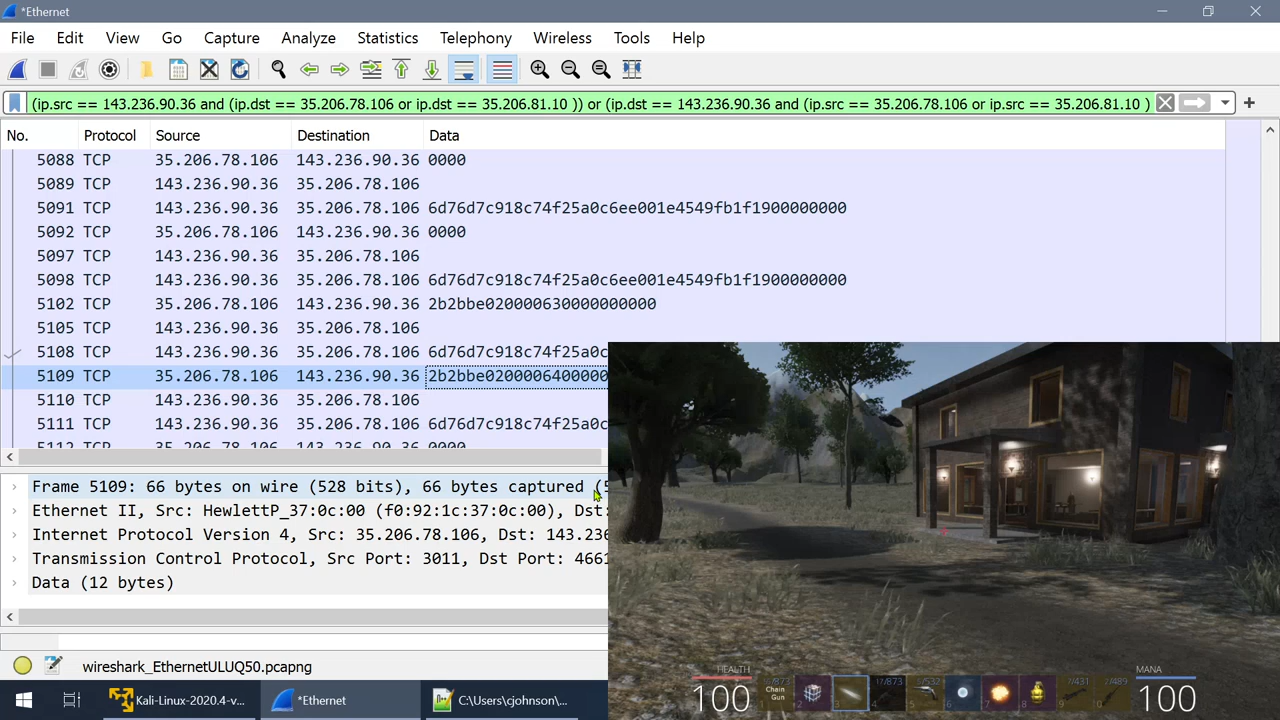 *Ethernet
File Edit View Go Capture Analyze Statistics Telephony Wireless Tools Help
(ip.src == 143.236.90.36 and (ip.dst == 35.206.78.106 or ip.dst == 35.206.81.10 )) or (ip.dst == 143.236.90.36 and (ip.src == 35.206.78.106 or ip.src == 35.206.81.10 )
No. Protocol Source Destination Data
5088 TCP 35.206.78.106 143.236.90.36 0000
5089 TCP 143.236.90.36 35.206.78.106
5091 TCP 143.236.90.36 35.206.78.106 6d76d7c918c74f25a0c6ee001e4549fb1f1900000000
5092 TCP 35.206.78.106 143.236.90.36 0000
5097 TCP 143.236.90.36 35.206.78.106
5098 TCP 143.236.90.36 35.206.78.106 6d76d7c918c74f25a0c6ee001e4549fb1f1900000000
5102 TCP 35.206.78.106 143.236.90.36 2b2bbe020000630000000000
5105 TCP 143.236.90.36 35.206.78.106
5108 TCP 143.236.90.36 35.206.78.106 6d76d7c918c74f25a0c
5109 TCP 35.206.78.106 143.236.90.36 2b2bbe0200006400000
5110 TCP 143.236.90.36 35.206.78.106
5111 TCP 143.236.90.36 35.206.78.106 6d76d7c918c74f25a0c
5112 TCP 35.206.78.106 143.236.90.36 0000
Frame 5109: 66 bytes on wire (528 bits), 66 bytes captured (5
Ethernet II, Src: HewlettP_37:0c:00 (f0:92:1c:37:0c:00), Dst:
Internet Protocol Version 4, Src: 35.206.78.106, Dst: 143.236
Transmission Control Protocol, Src Port: 3011, Dst Port: 4661
Data (12 bytes)
wireshark_EthernetULUQ50.pcapng
Kali-Linux-2020.4-v... *Ethernet C:\Users\cjohnson\...
HEALTH
100
Chain Gun
MANA
100